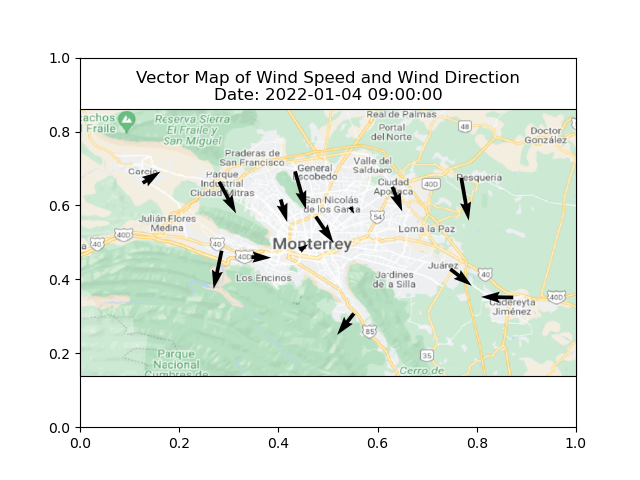 Vector Map of Wind Speed and Wind Direction
Date: 2022-01-04 09:00:00
1.0
0.8
0.6
0.4
0.2
0.0
0.0 0.2 0.4 0.6 0.8 1.0
achos
Fraile
Reserva Sierra
El Fraile y
San Miguel
Real de Palmas
48
Portal
del Norte
Doctor
González
Praderas de
San Francisco
Valle del
Salduero
García
Parque
Industrial
Ciudad Mitras
General
Escobedo
Ciudad
Apodaca
40D
Pesquería
San Nicolás
de los Garza
54
Julián Flores
Medina
Loma la Paz
40
40D
40
40D
Monterrey
Los Encinos
Jardines
de la Silla
Juárez
40
Cadereyta
Jiménez
40D
85
35
Parque
Nacional
Cumbres de
Cerro de